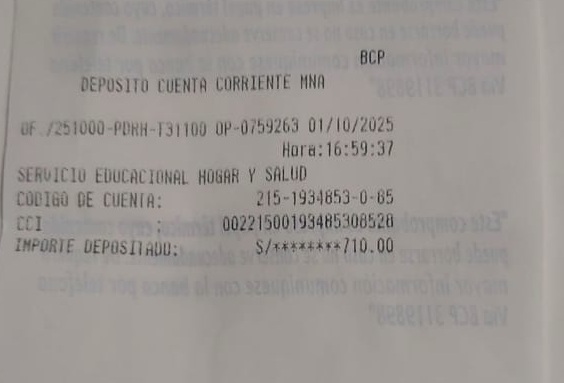 BCP
DEPOSITO CUENTA CORRIENTE MNA
OF./251000-PDRH-T31100 OP-0759263 01/10/2025
Hora:16:59:37
SERVICIO EDUCACIONAL HOGAR Y SALUD
CODIGO DE CUENTA: 215-1934853-0-85
CCI : 00221500193485308528
IMPORTE DEPOSITADO: S/********710.00